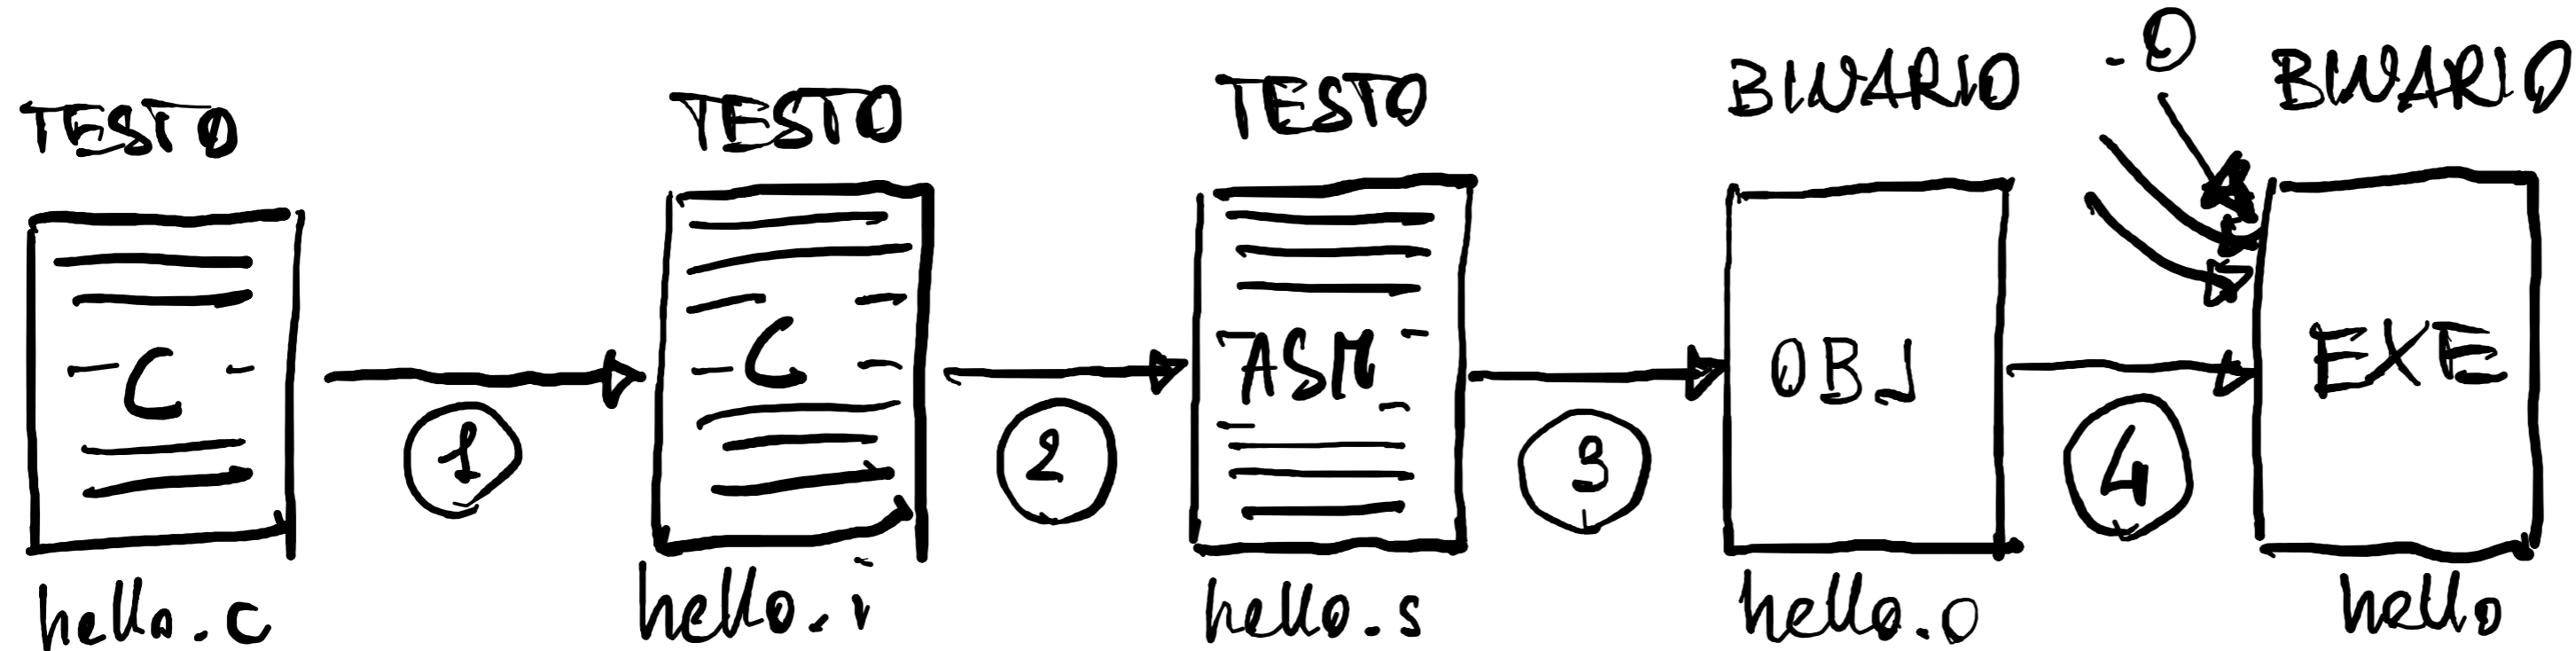 TESTO
TESTO
TESTO
BINARIO
.o
BINARIO
C
C
ASM
OBJ
EXE
1
2
3
4
hello.c
hello.i
hello.s
hello.o
hello